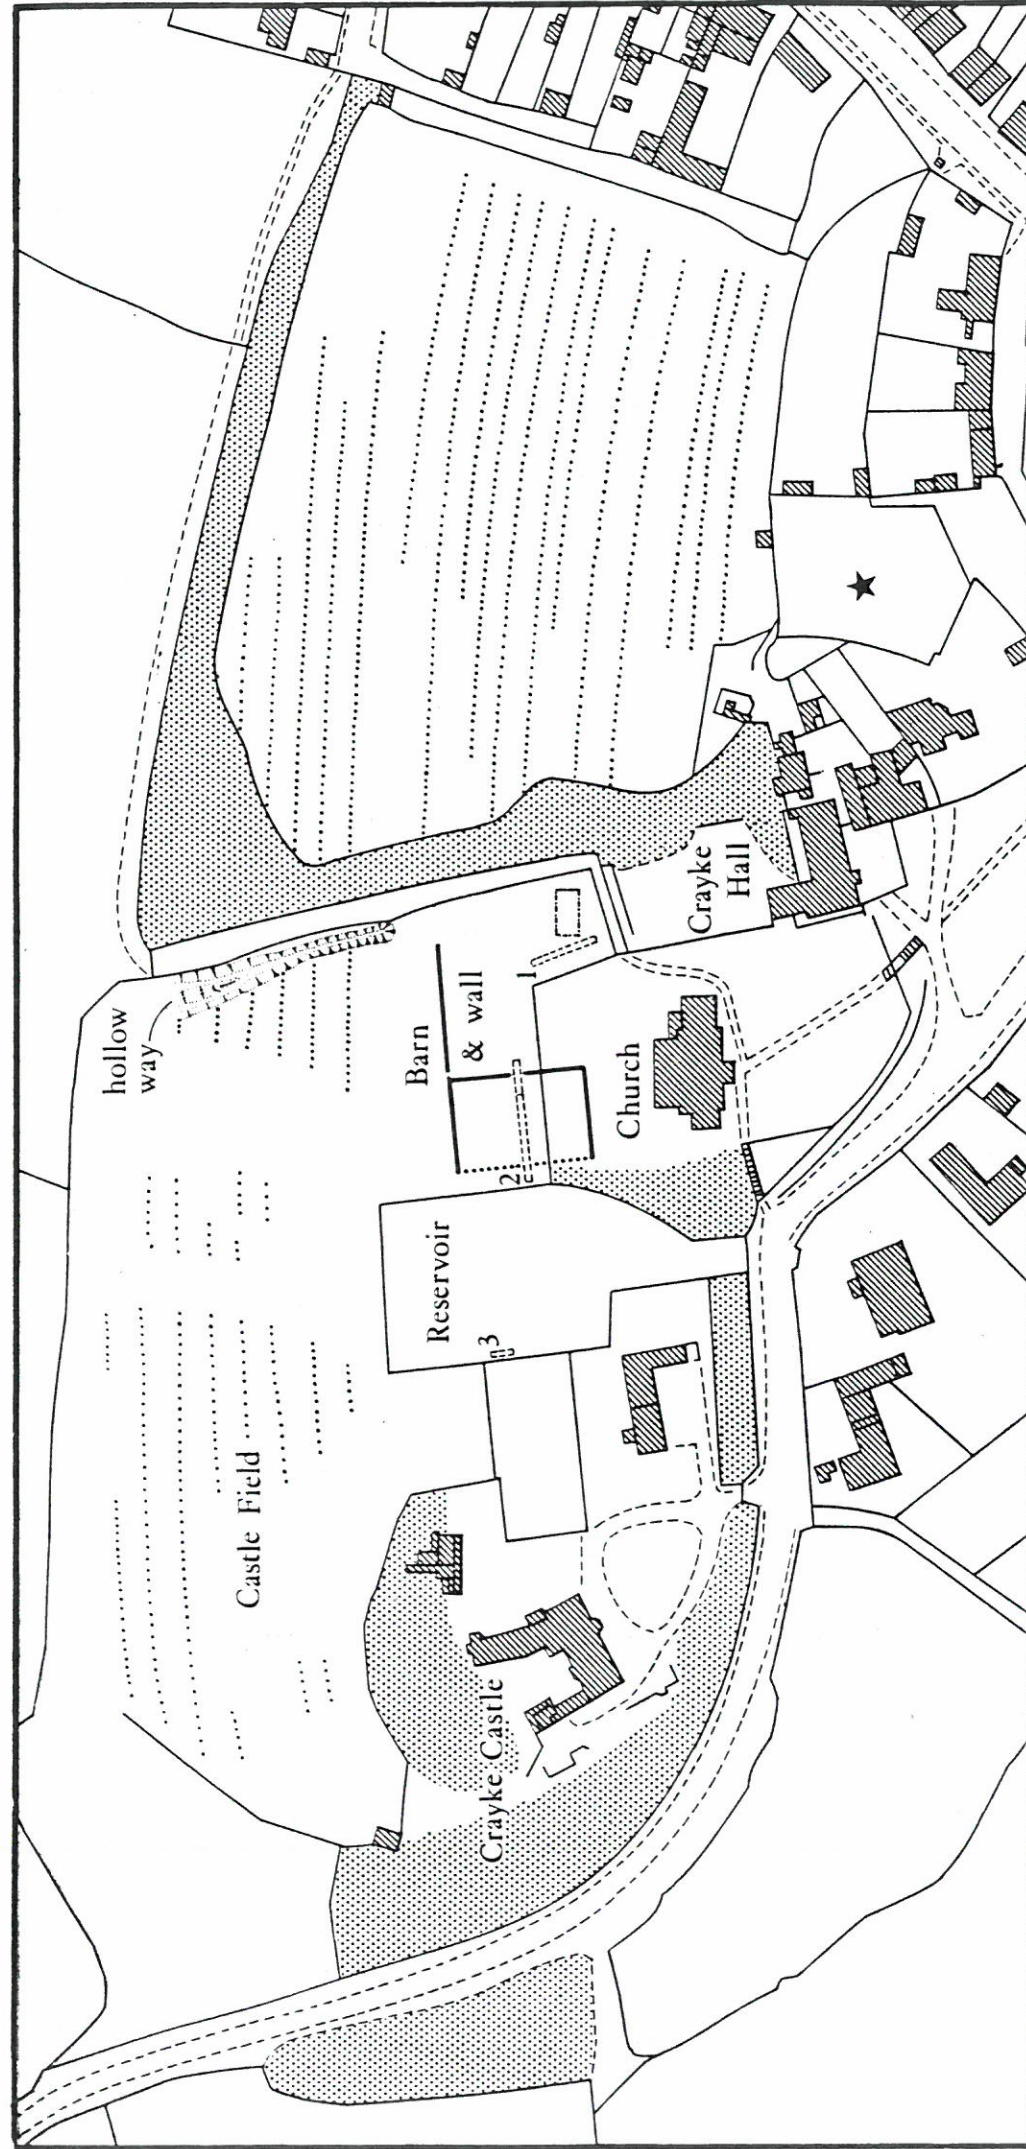 Castle Field
Crayke Castle
Reservoir
3
2
hollow
way
Barn
& wall
1
Church
Crayke
Hall